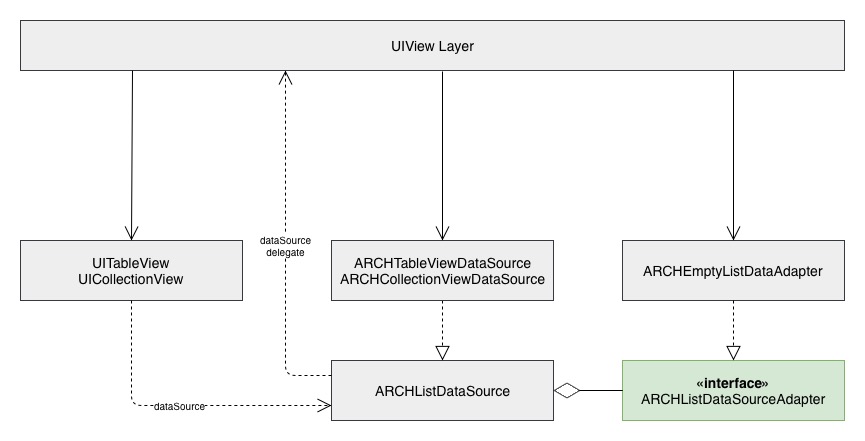 UIView Layer
dataSource
delegate
UITableView
UICollectionView
ARCHTableViewDataSource
ARCHCollectionViewDataSource
ARCHEmptyListDataAdapter
dataSource
ARCHListDataSource
«interface»
ARCHListDataSourceAdapter